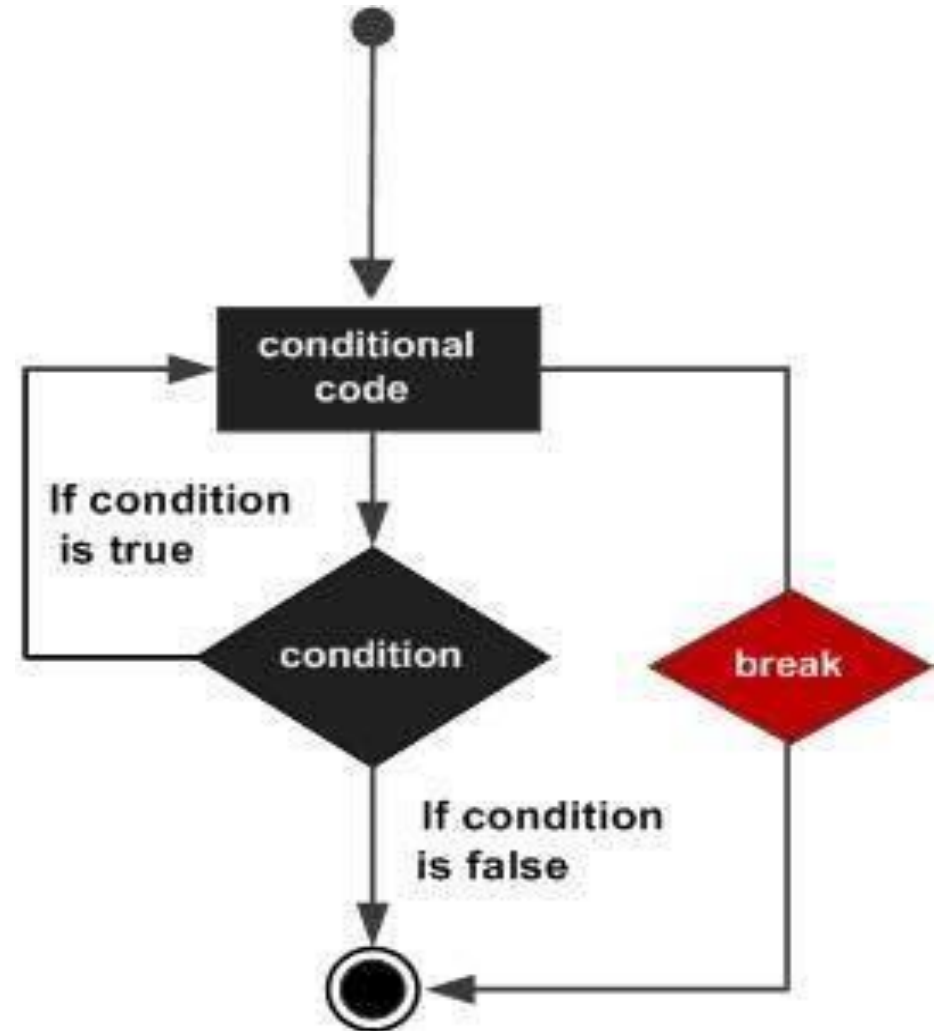 conditional
code
If condition
is true
condition
break
If condition
is false